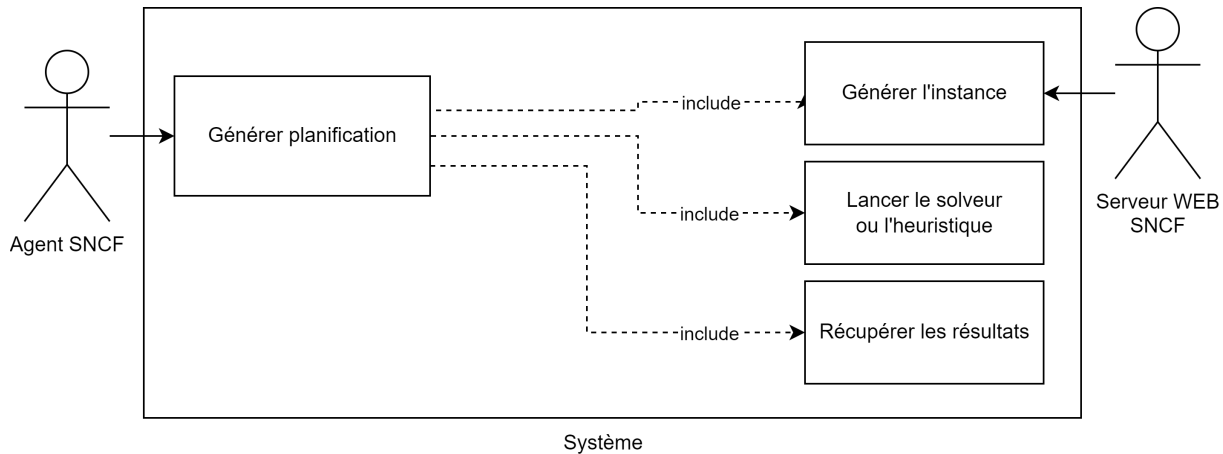 Agent SNCF
Générer planification
include
include
include
Générer l'instance
Lancer le solveur
ou l'heuristique
Récupérer les résultats
Serveur WEB
SNCF
Système